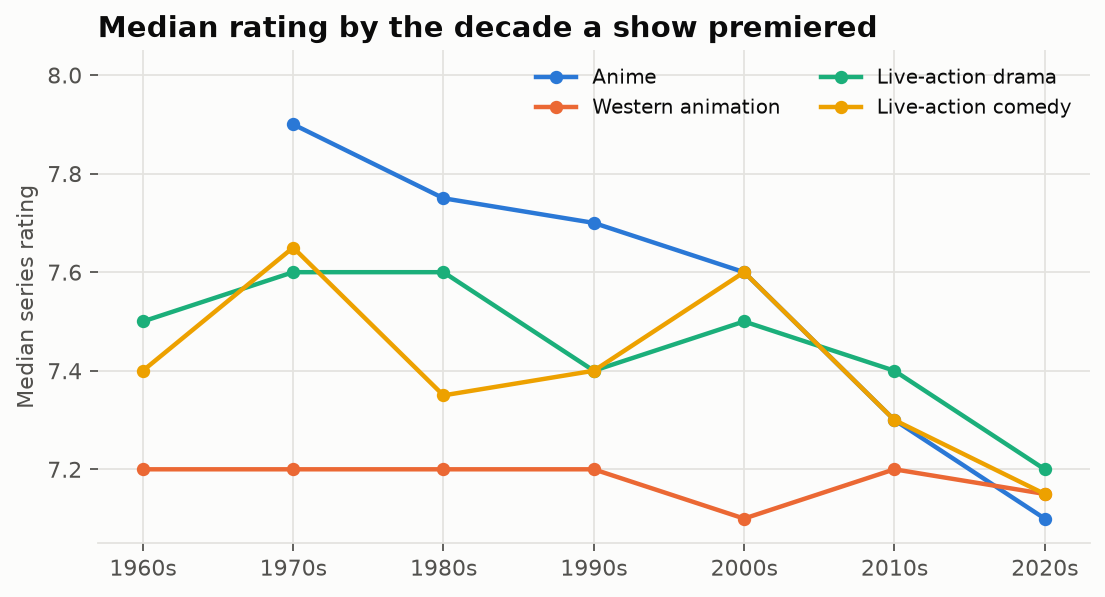 Median rating by the decade a show premiered
Anime
Western animation
Live-action drama
Live-action comedy
Median series rating
8.0
7.8
7.6
7.4
7.2
1960s 1970s 1980s 1990s 2000s 2010s 2020s